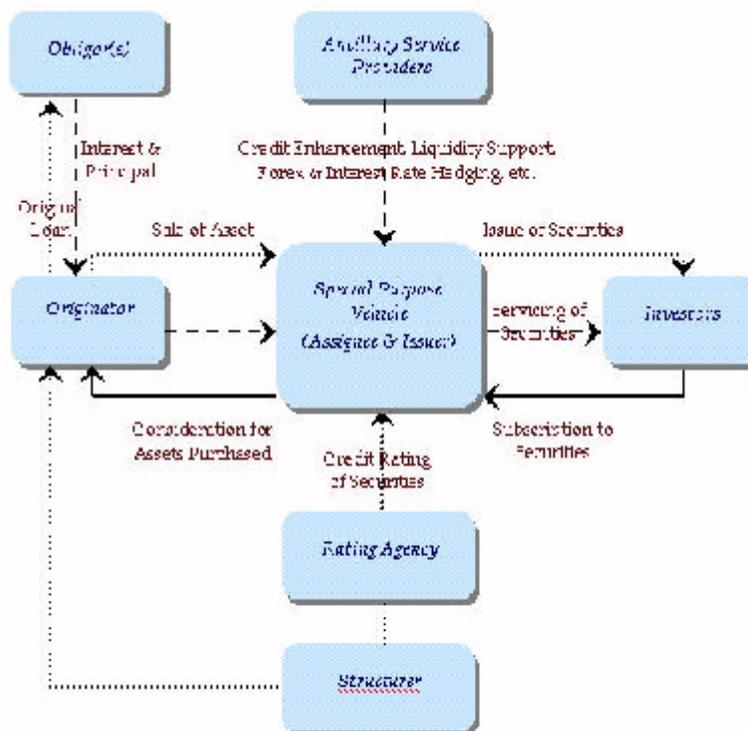 Obligor(s)
Ancillary Service
Providers
Interest &
Principal
Credit Enhancement, Liquidity Support,
Forex & Interest Rate Hedging, etc.
Original
Loan
Sale of Asset
Issue of Securities
Originator
Special Purpose
Vehicle
(Assignee & Issuer)
Servicing of
Securities
Investors
Consideration for
Assets Purchased
Subscription to
Securities
Credit Rating
of Securities
Rating Agency
Structurer